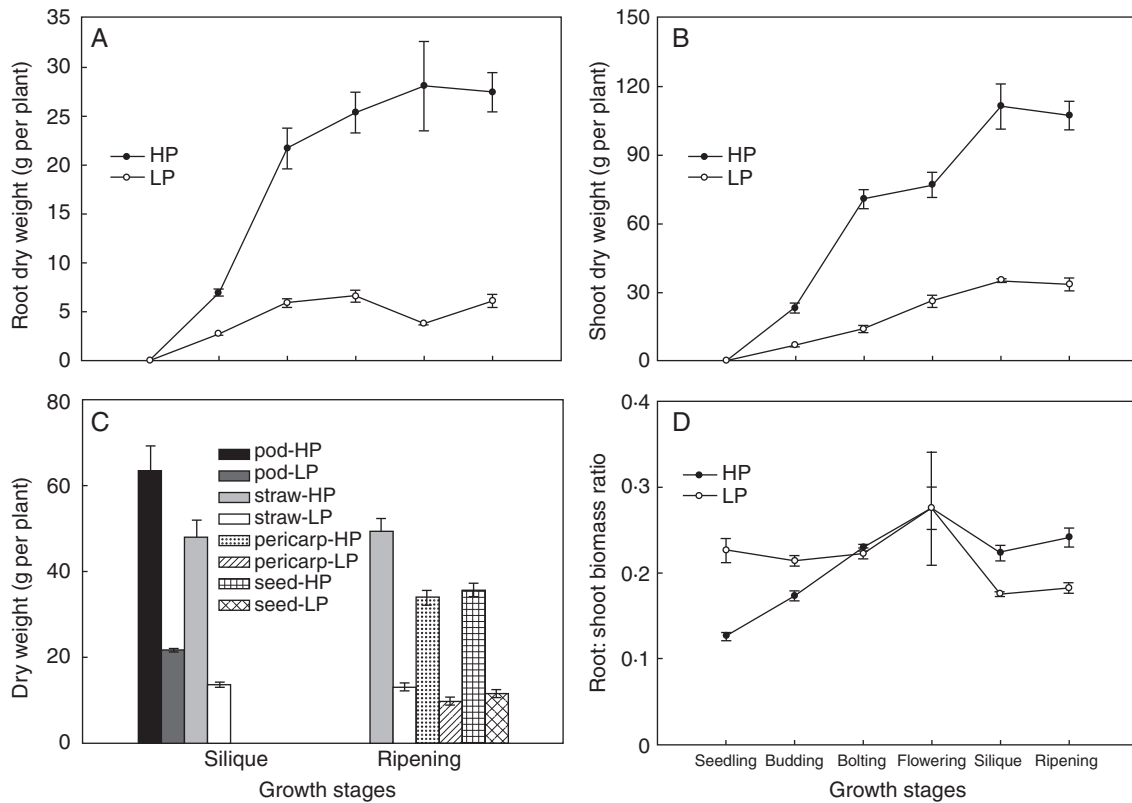 A
Root dry weight (g per plant)
35
30
25
20
15
10
5
0
HP
LP
B
Shoot dry weight (g per plant)
150
120
90
60
30
0
HP
LP
C
Dry weight (g per plant)
80
60
40
20
0
pod-HP
pod-LP
straw-HP
straw-LP
pericarp-HP
pericarp-LP
seed-HP
seed-LP
Silique Ripening
Growth stages
D
Root: shoot biomass ratio
0·4
0·3
0·2
0·1
0
HP
LP
Seedling Budding Bolting Flowering Silique Ripening
Growth stages